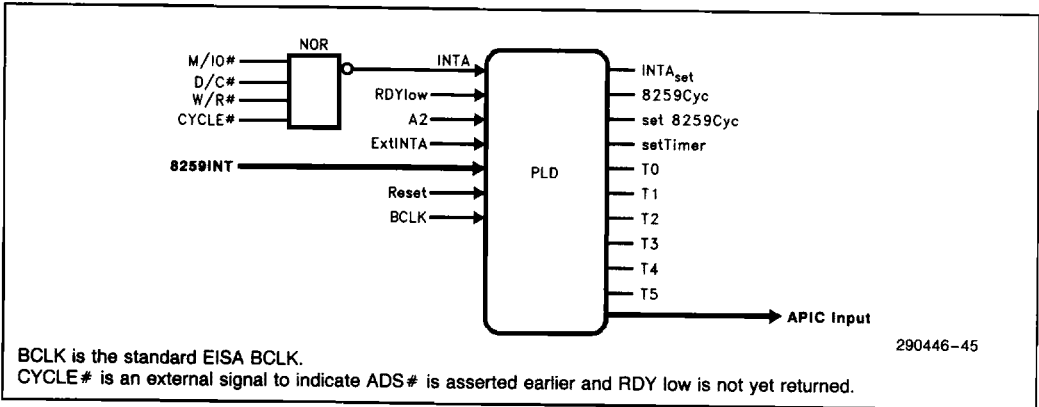 NOR
M/IO#
D/C#
W/R#
CYCLE#
INTA
RDYlow
A2
ExtINTA
8259INT
Reset
BCLK
PLD
INTAset
8259Cyc
set 8259Cyc
setTimer
T0
T1
T2
T3
T4
T5
APIC Input
290446-45
BCLK is the standard EISA BCLK.
CYCLE# is an external signal to indicate ADS# is asserted earlier and RDY low is not yet returned.